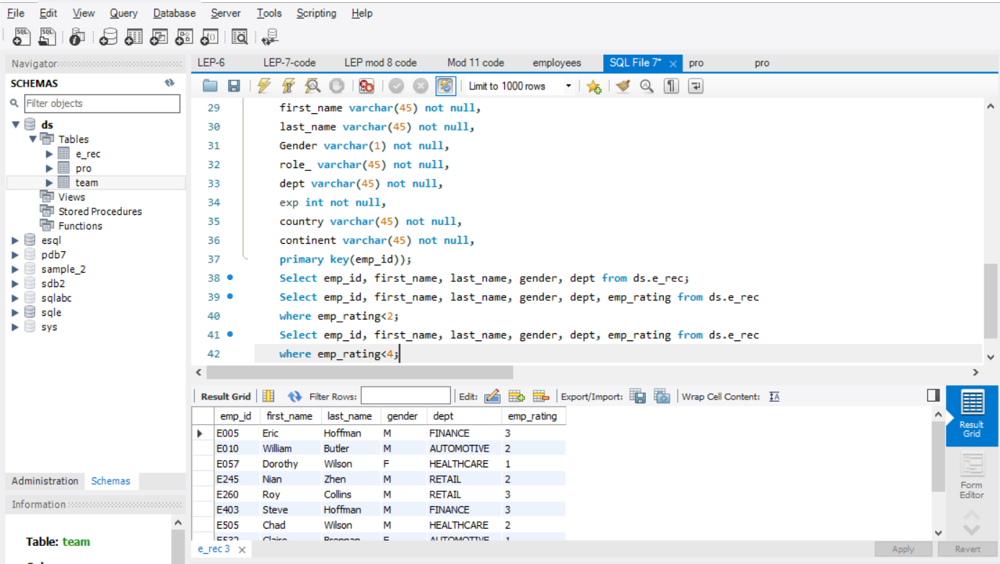 File Edit View Query Database Server Tools Scripting Help
Navigator
SCHEMAS
Filter objects
ds
Tables
e_rec
pro
team
Views
Stored Procedures
Functions
esql
pdb7
sample_2
sdb2
sqlabc
sqle
sys
Administration Schemas
Information
Table: team
LEP-6 LEP-7-code LEP mod 8 code Mod 11 code employees SQL File 7* pro pro
Limit to 1000 rows
29 first_name varchar(45) not null,
30 last_name varchar(45) not null,
31 Gender varchar(1) not null,
32 role_ varchar(45) not null,
33 dept varchar(45) not null,
34 exp int not null,
35 country varchar(45) not null,
36 continent varchar(45) not null,
37 primary key(emp_id));
38 Select emp_id, first_name, last_name, gender, dept from ds.e_rec;
39 Select emp_id, first_name, last_name, gender, dept, emp_rating from ds.e_rec
40 where emp_rating<2;
41 Select emp_id, first_name, last_name, gender, dept, emp_rating from ds.e_rec
42 where emp_rating<4;
Result Grid Filter Rows: Edit: Export/Import: Wrap Cell Content:
emp_id first_name last_name gender dept emp_rating
E005 Eric Hoffman M FINANCE 3
E010 William Butler M AUTOMOTIVE 2
E057 Dorothy Wilson F HEALTHCARE 1
E245 Nian Zhen M RETAIL 2
E260 Roy Collins M RETAIL 3
E403 Steve Hoffman M FINANCE 3
E505 Chad Wilson M HEALTHCARE 2
E532 Claire Brennan F AUTOMOTIVE 1
e_rec 3
Result
Grid
Form
Editor
Apply Revert